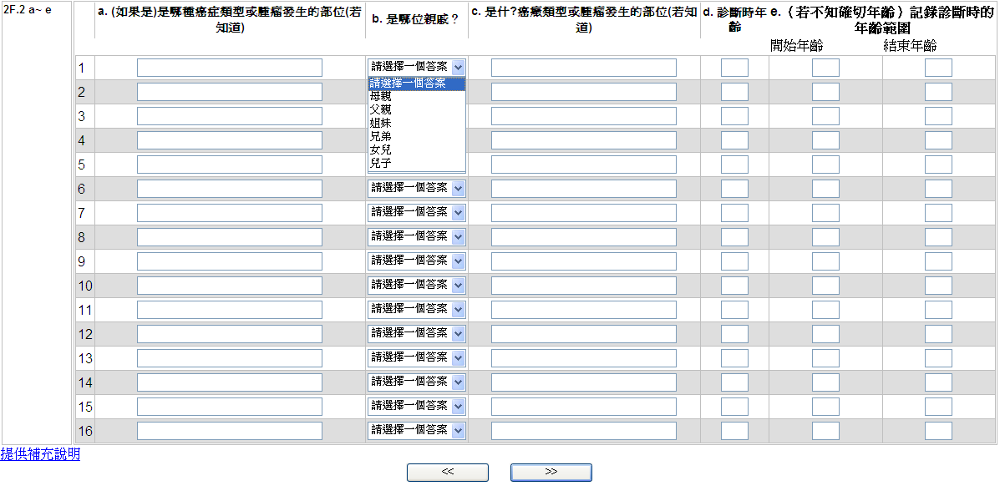 2F.2 a~ e
a. (如果是)是哪種癌症類型或腫瘤發生的部位(若
知道)
b. 是哪位親戚？
c. 是什?癌癥類型或腫瘤發生的部位(若知
道)
d. 診斷時年
齡
e.（若不知確切年齡）記錄診斷時的
年齡範圍
開始年齡
結束年齡
1 請選擇一個答案
請選擇一個答案
母親
父親
姐妹
兄弟
女兒
兒子
2
3
4
5
6 請選擇一個答案
7 請選擇一個答案
8 請選擇一個答案
9 請選擇一個答案
10 請選擇一個答案
11 請選擇一個答案
12 請選擇一個答案
13 請選擇一個答案
14 請選擇一個答案
15 請選擇一個答案
16 請選擇一個答案
提供補充說明
<< >>